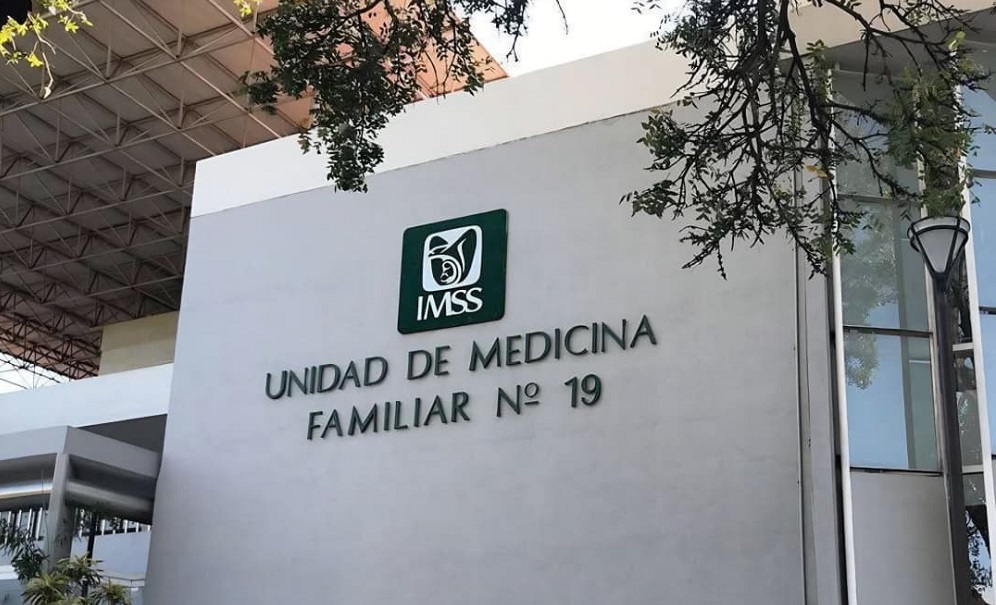 IMSS
UNIDAD DE MEDICINA
FAMILIAR Nº 19